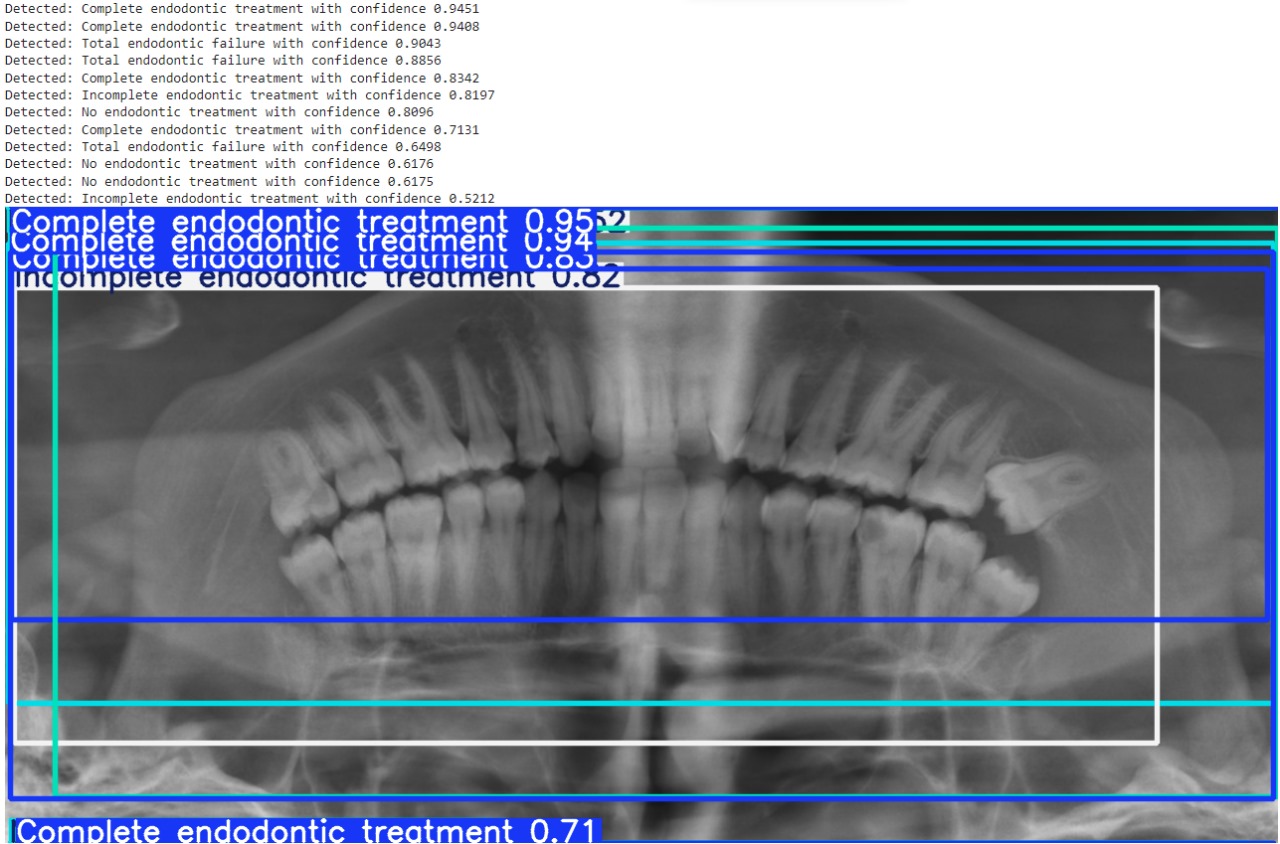 Detected: Complete endodontic treatment with confidence 0.9451
Detected: Complete endodontic treatment with confidence 0.9408
Detected: Total endodontic failure with confidence 0.9043
Detected: Total endodontic failure with confidence 0.8856
Detected: Complete endodontic treatment with confidence 0.8342
Detected: Incomplete endodontic treatment with confidence 0.8197
Detected: No endodontic treatment with confidence 0.8096
Detected: Complete endodontic treatment with confidence 0.7131
Detected: Total endodontic failure with confidence 0.6498
Detected: No endodontic treatment with confidence 0.6176
Detected: No endodontic treatment with confidence 0.6175
Detected: Incomplete endodontic treatment with confidence 0.5212
Complete endodontic treatment 0.95
Complete endodontic treatment 0.94
Complete endodontic treatment 0.83
Incomplete endodontic treatment 0.82
Complete endodontic treatment 0.71